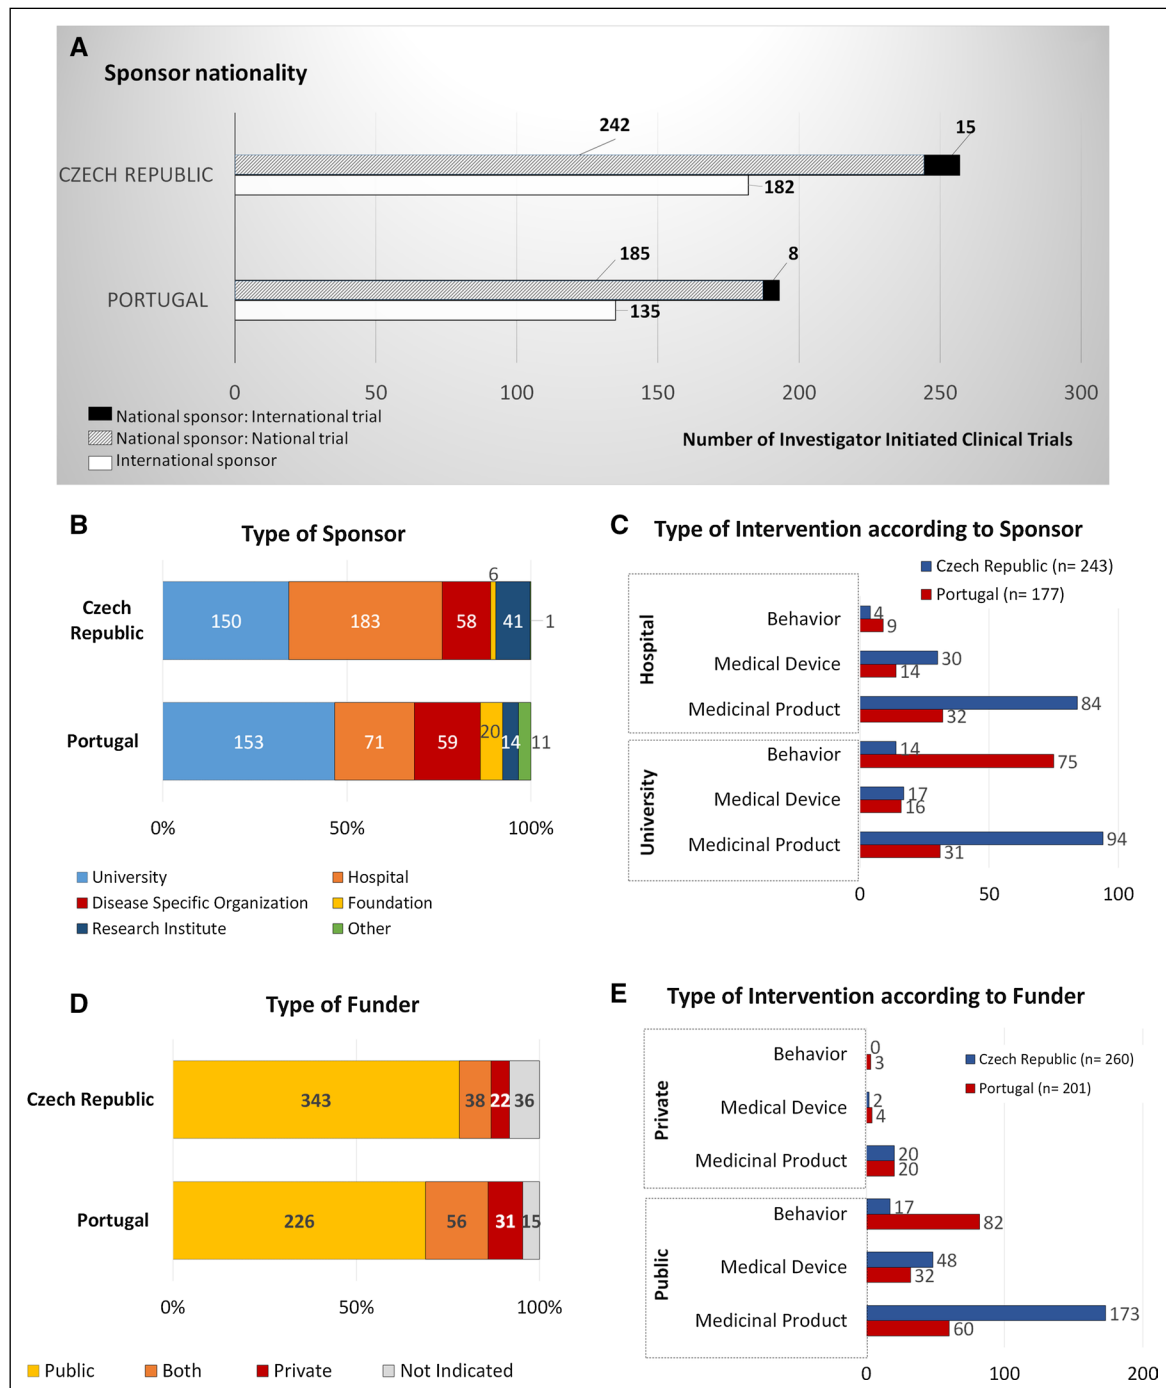 A
Sponsor nationality
242
15
CZECH REPUBLIC
182
185
8
PORTUGAL
135
0 50 100 150 200 250 300
National sponsor: International trial
National sponsor: National trial
International sponsor
Number of Investigator Initiated Clinical Trials
B
Type of Sponsor
6
Czech
Republic
150 183 58 41 1
Portugal
153 71 59 20 14 11
0% 50% 100%
University
Hospital
Disease Specific Organization
Foundation
Research Institute
Other
C
Type of Intervention according to Sponsor
Czech Republic (n= 243)
Portugal (n= 177)
Hospital
Behavior
4
9
Medical Device
30
14
Medicinal Product
84
32
University
Behavior
14
75
Medical Device
17
16
Medicinal Product
94
31
0 50 100
D
Type of Funder
Czech Republic
343 38 22 36
Portugal
226 56 31 15
0% 50% 100%
Public
Both
Private
Not Indicated
E
Type of Intervention according to Funder
Czech Republic (n= 260)
Portugal (n= 201)
Private
Behavior
0
3
Medical Device
2
4
Medicinal Product
20
20
Public
Behavior
17
82
Medical Device
48
32
Medicinal Product
173
60
0 100 200